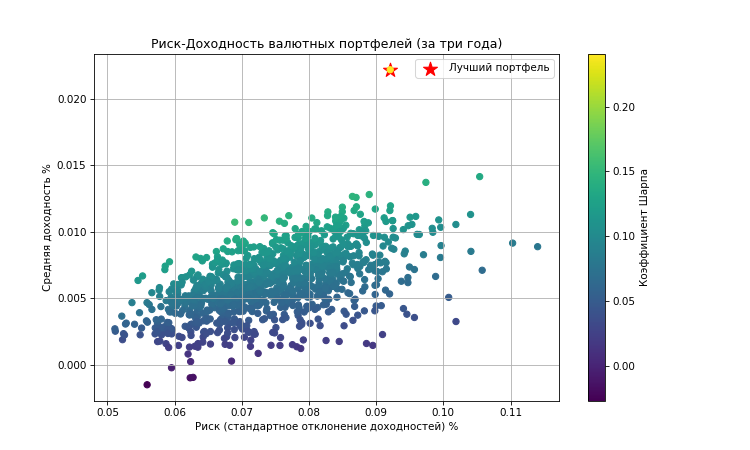 Риск-Доходность валютных портфелей (за три года)
Лучший портфель
Средняя доходность %
0.020
0.015
0.010
0.005
0.000
0.05 0.06 0.07 0.08 0.09 0.10 0.11
Риск (стандартное отклонение доходностей) %
0.20
0.15
0.10
0.05
0.00
Коэффициент Шарпа